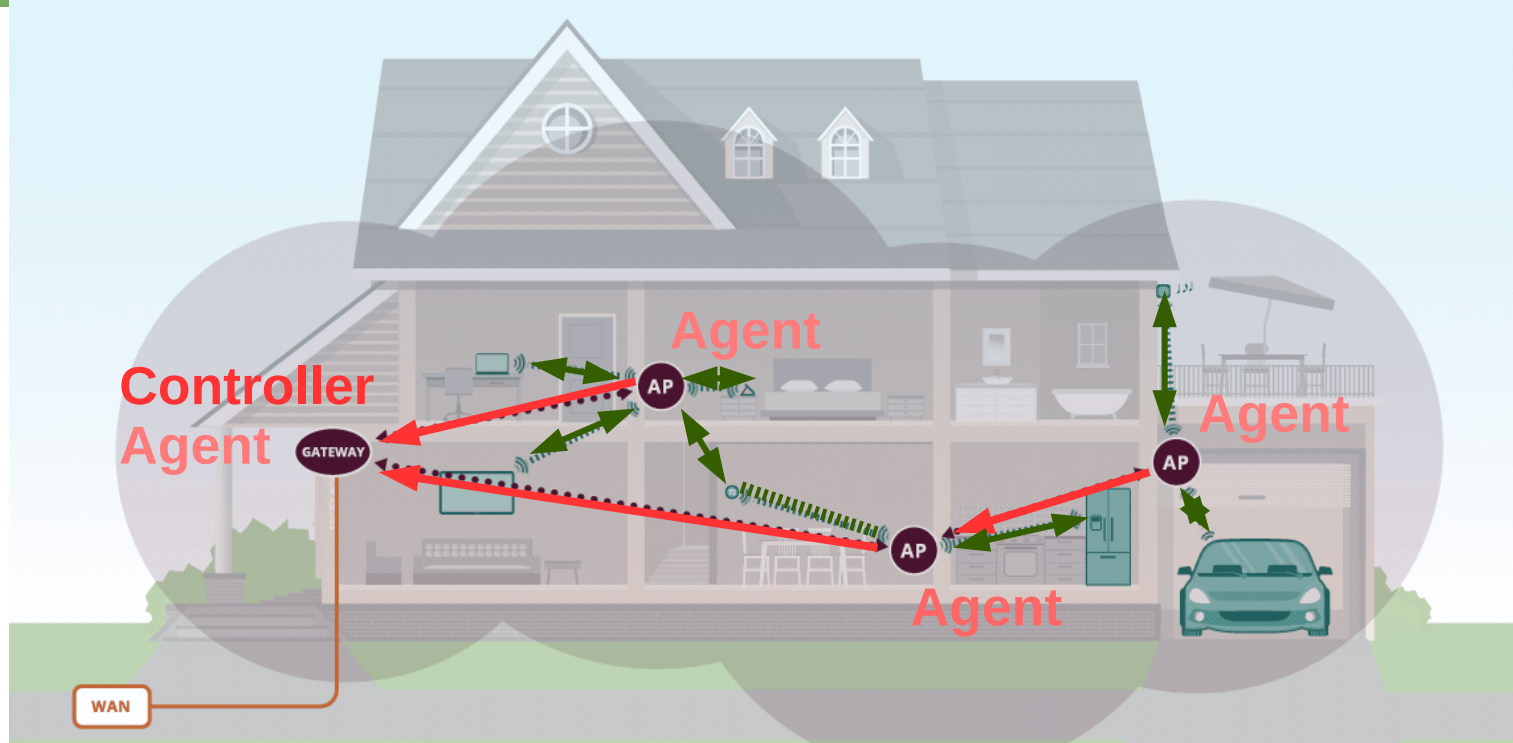 Agent
AP
Controller
Agent
GATEWAY
Agent
AP
AP
Agent
WAN